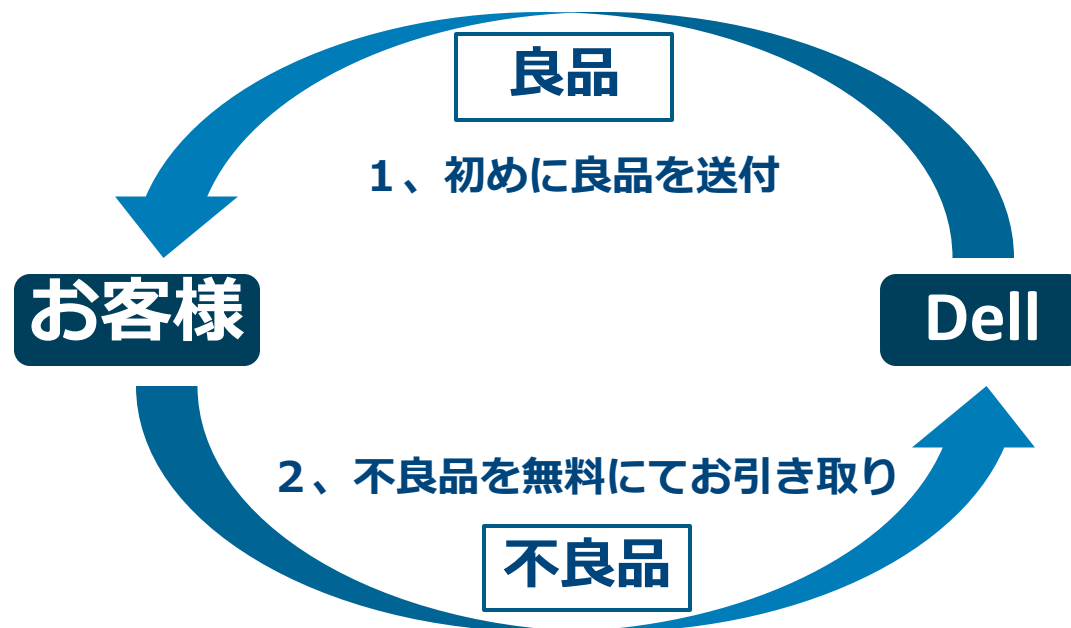 良品
１、初めに良品を送付
お客様
Dell
２、不良品を無料にてお引き取り
不良品